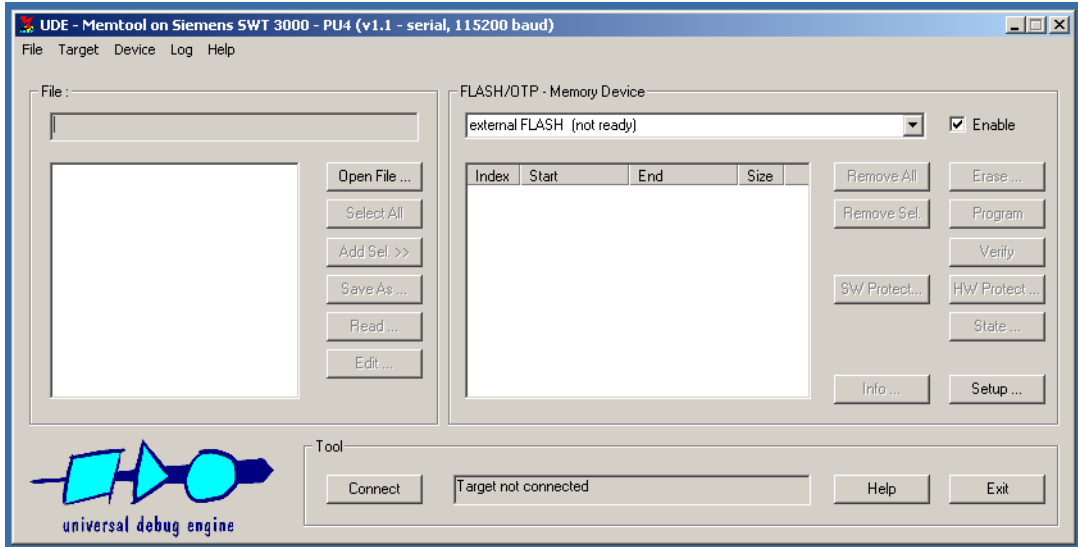 UDE - Memtool on Siemens SWT 3000 - PU4 (v1.1 - serial, 115200 baud)
File Target Device Log Help
File :
FLASH/OTP - Memory Device
external FLASH (not ready)
Enable
Open File ...
Select All
Add Sel. >>
Save As ...
Read ...
Edit ...
Index Start End Size
Remove All
Erase ...
Remove Sel.
Program
Verify
SW Protect...
HW Protect ...
State ...
Info ...
Setup ...
universal debug engine
Tool
Connect
Target not connected
Help
Exit